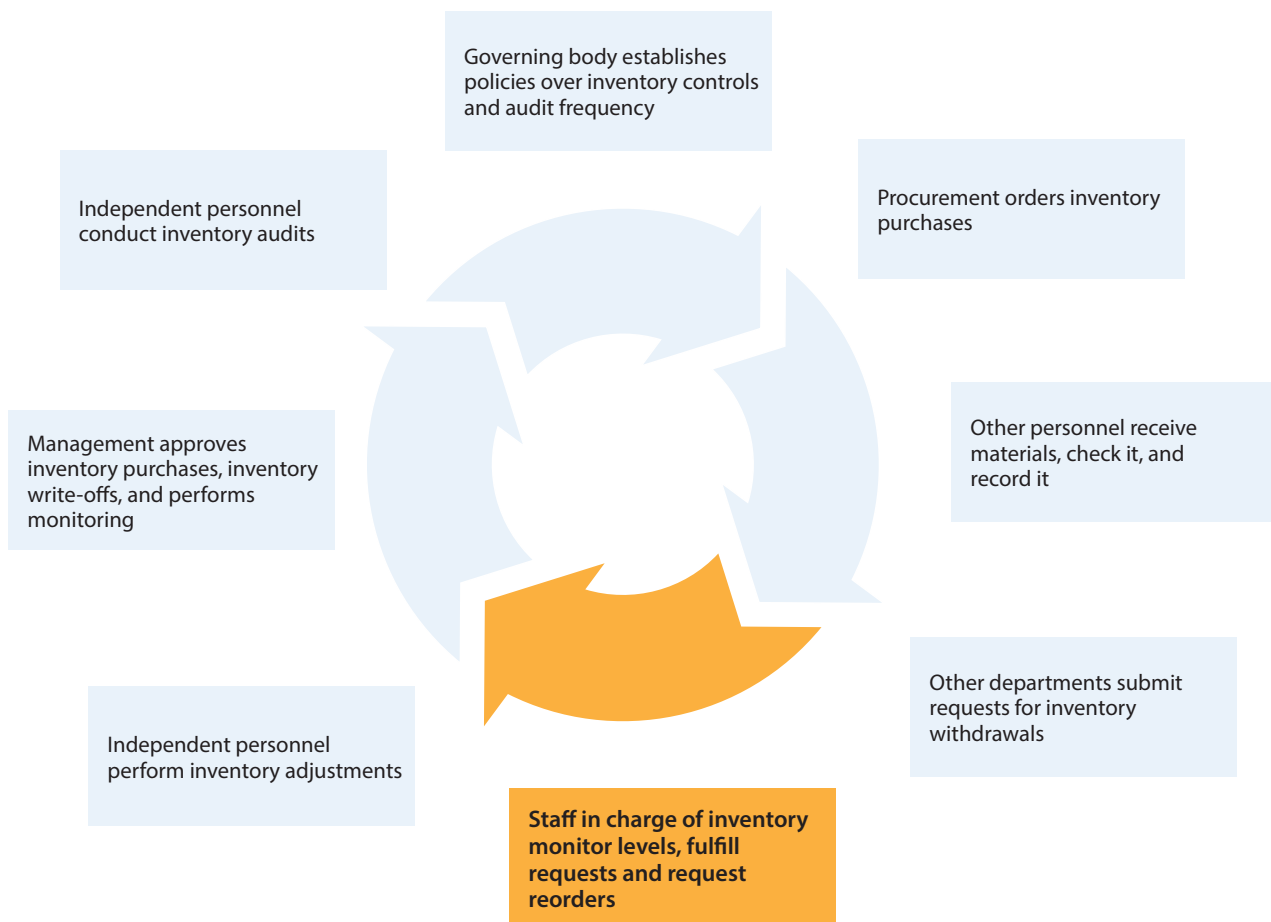 Governing body establishes
policies over inventory controls
and audit frequency
Procurement orders inventory
purchases
Other personnel receive
materials, check it, and
record it
Other departments submit
requests for inventory
withdrawals
Staff in charge of inventory
monitor levels, fulfill
requests and request
reorders
Independent personnel
perform inventory adjustments
Management approves
inventory purchases, inventory
write-offs, and performs
monitoring
Independent personnel
conduct inventory audits